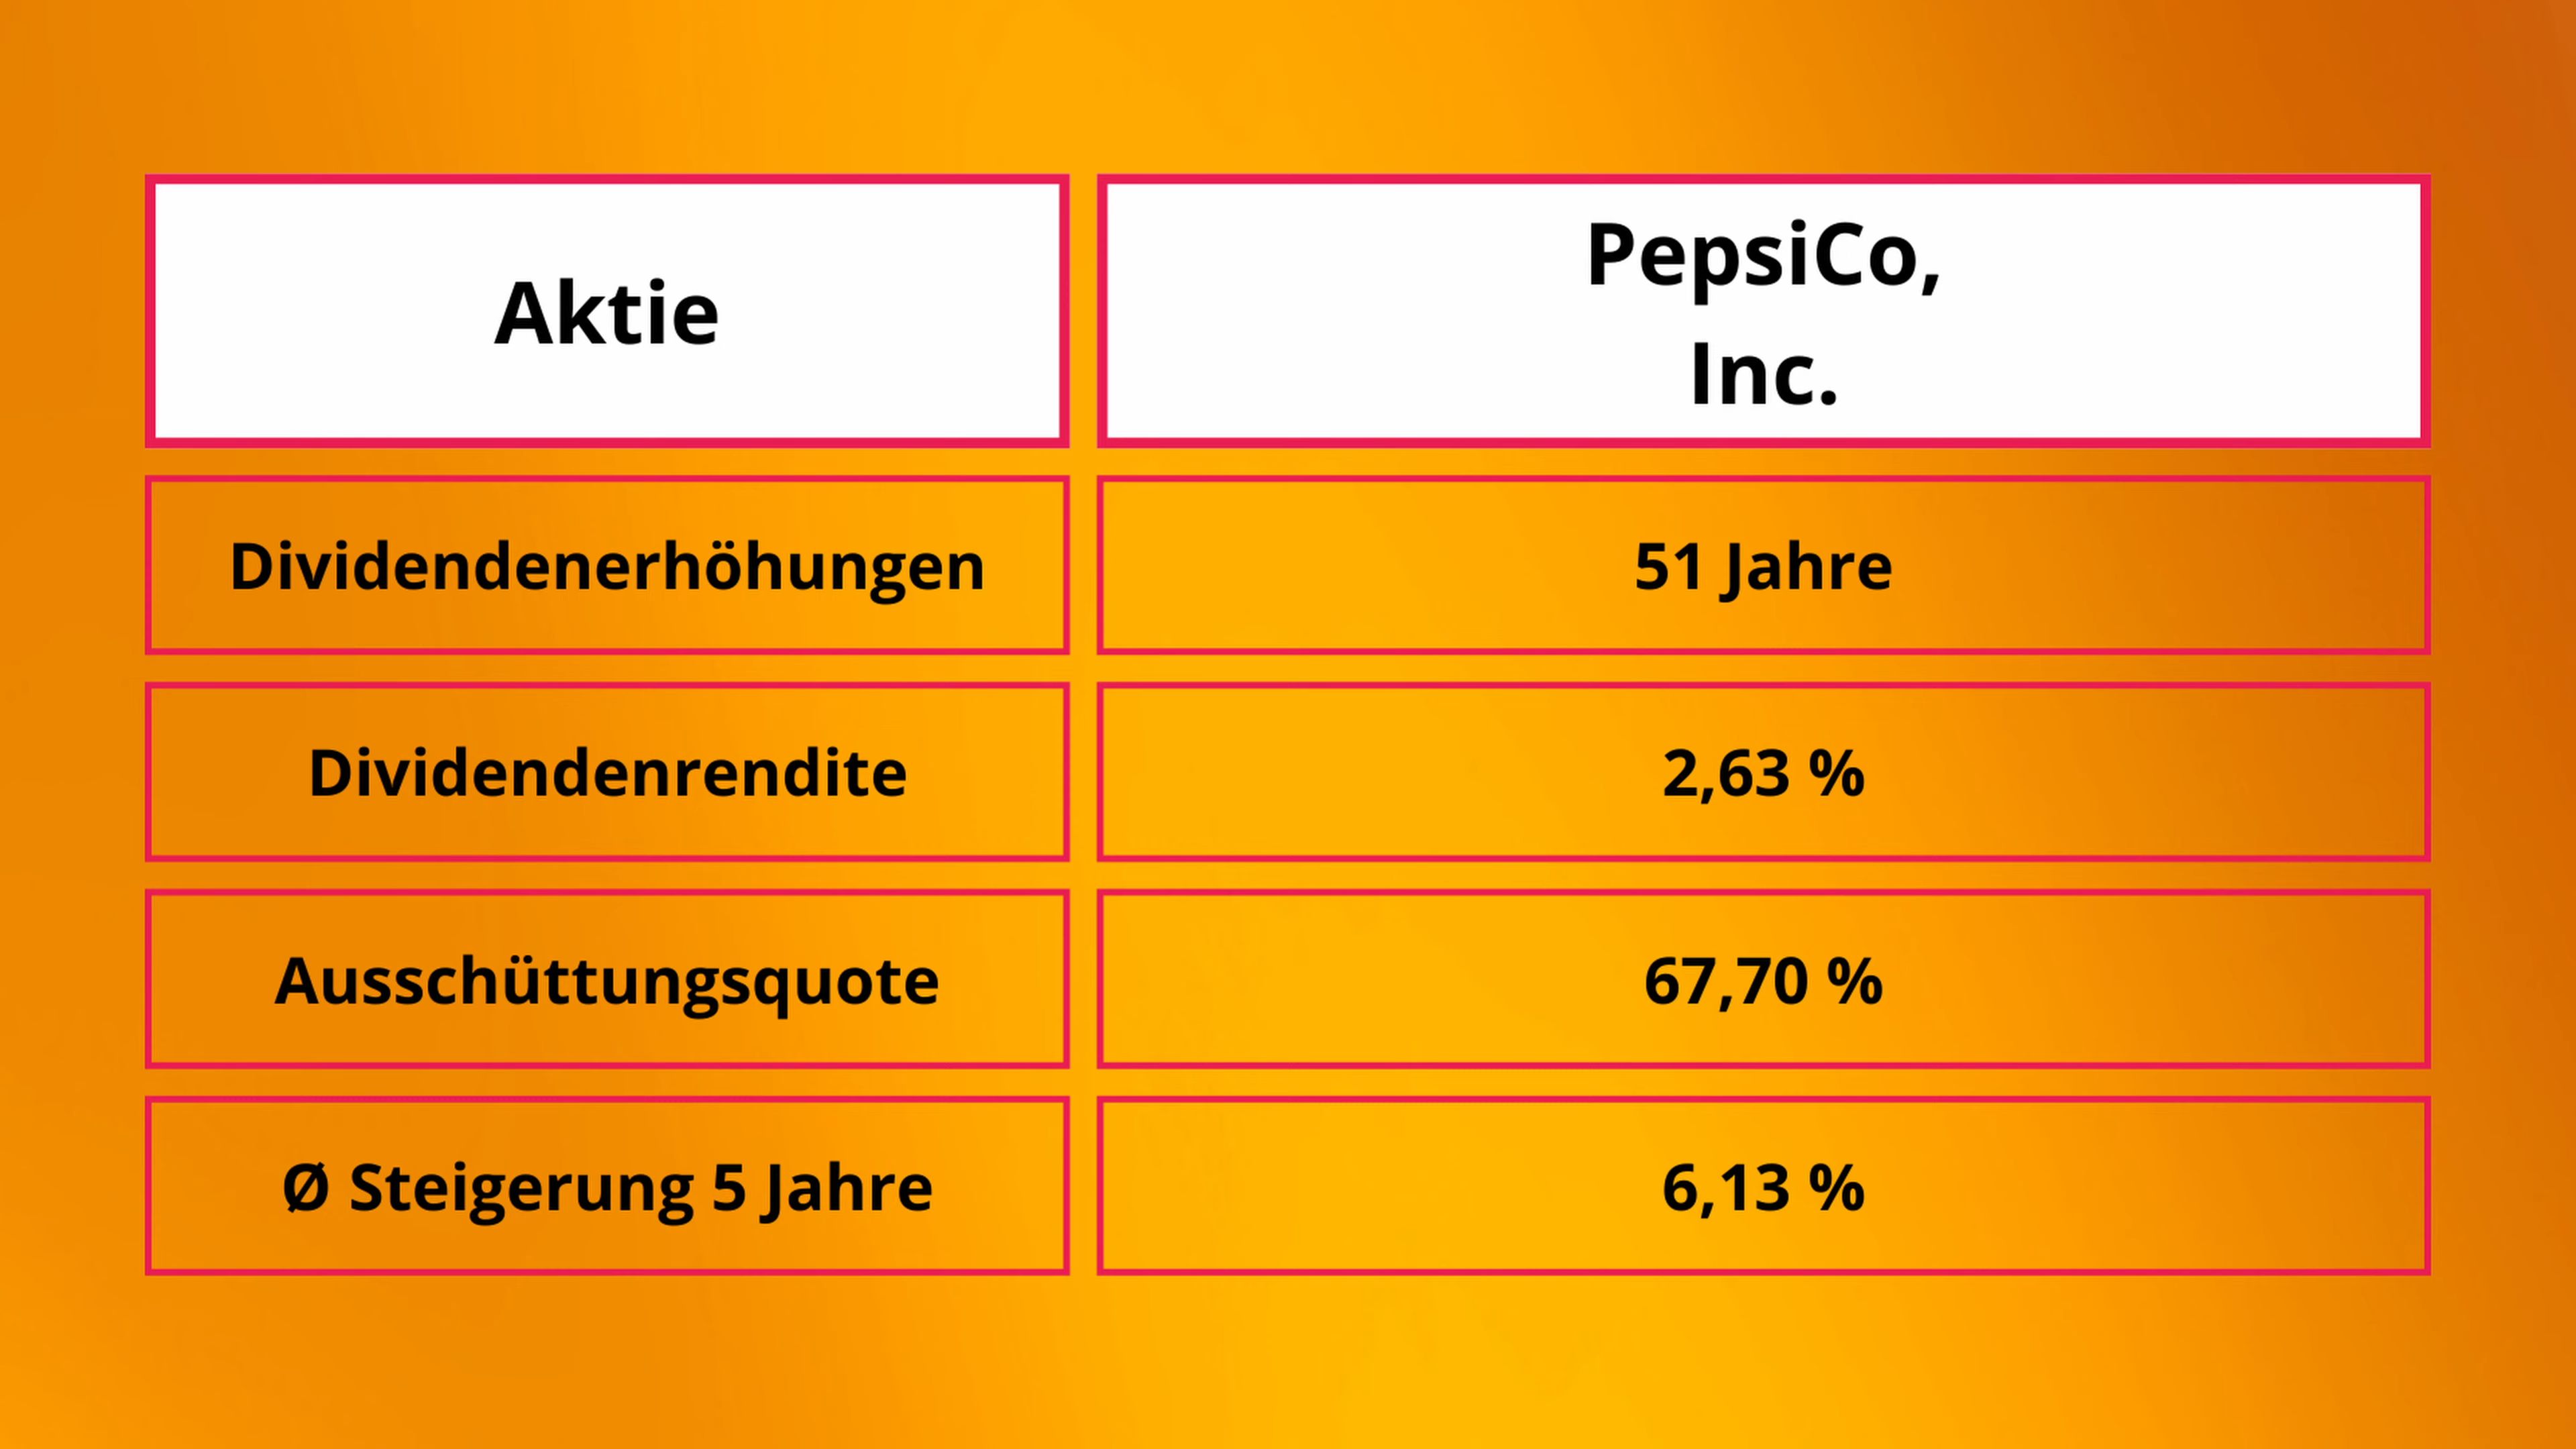 Aktie
PepsiCo,
Inc.
Dividendenerhöhungen
51 Jahre
Dividendenrendite
2,63 %
Ausschüttungsquote
67,70 %
Ø Steigerung 5 Jahre
6,13 %